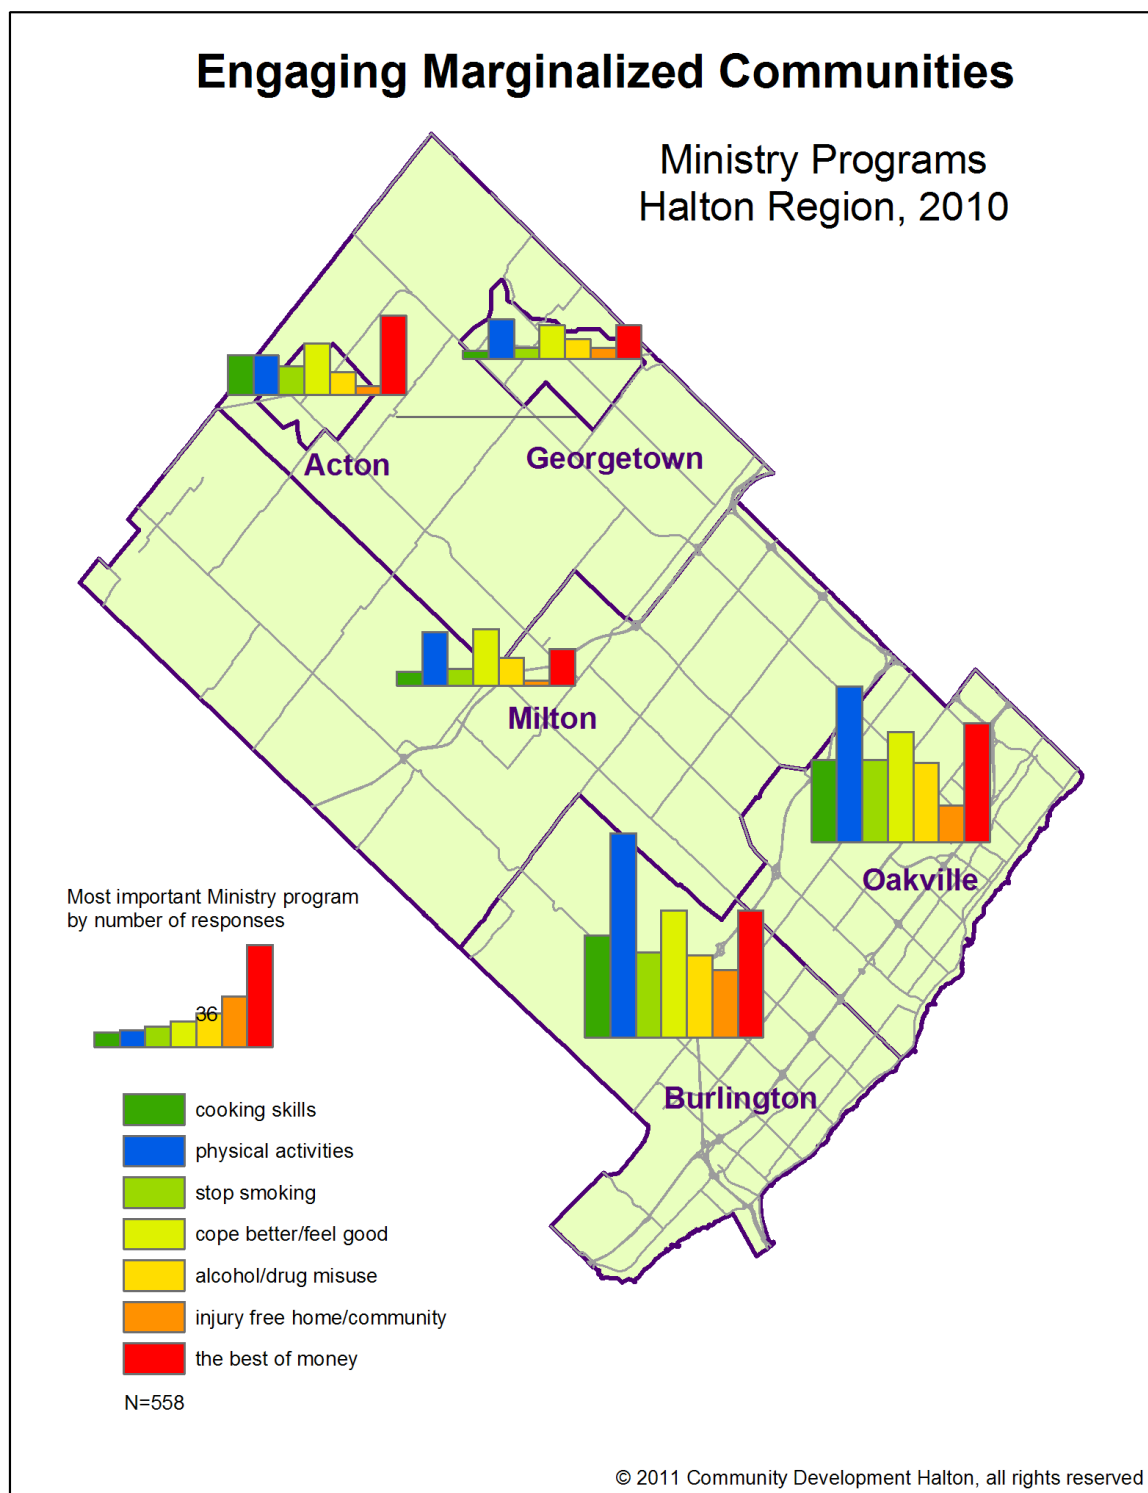 Engaging Marginalized Communities
Ministry Programs
Halton Region, 2010
Acton
Georgetown
Milton
Oakville
Burlington
Most important Ministry program
by number of responses
36
cooking skills
physical activities
stop smoking
cope better/feel good
alcohol/drug misuse
injury free home/community
the best of money
N=558
© 2011 Community Development Halton, all rights reserved